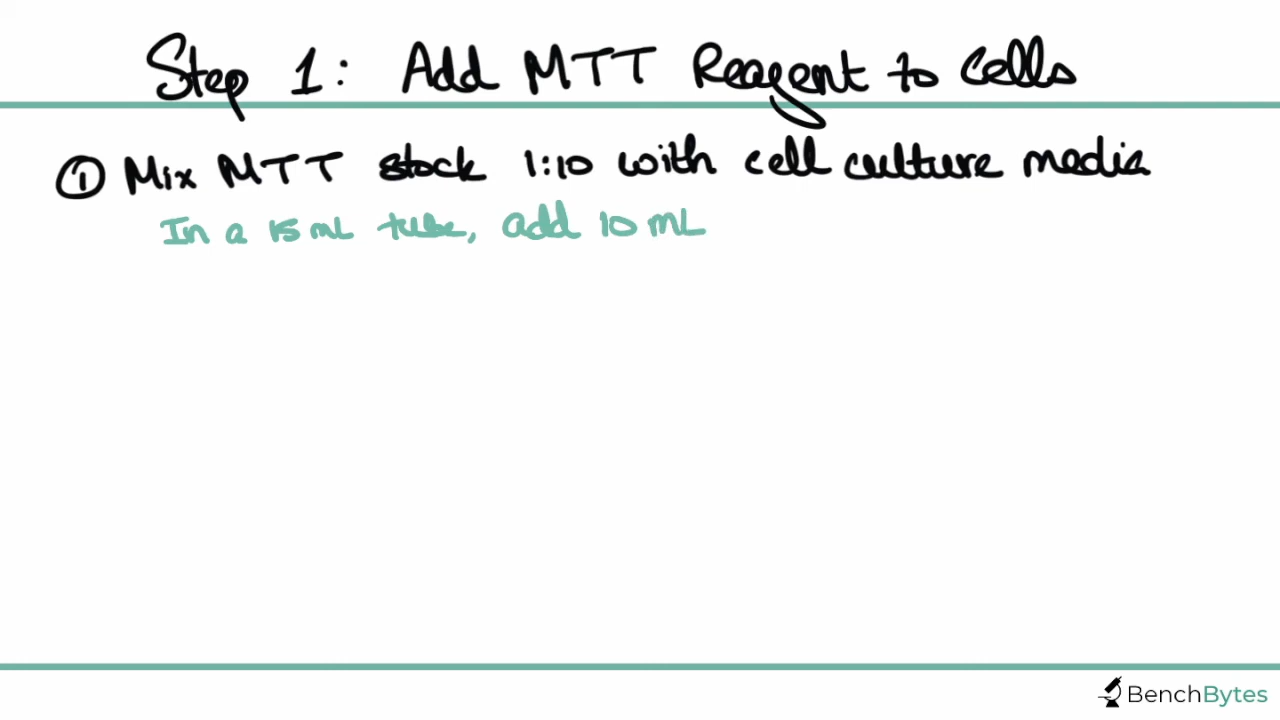 Step 1: Add MTT Reagent to cells
① Mix MTT stock 1:10 with cell culture media
In a 15 mL tube, add 10 mL
BenchBytes